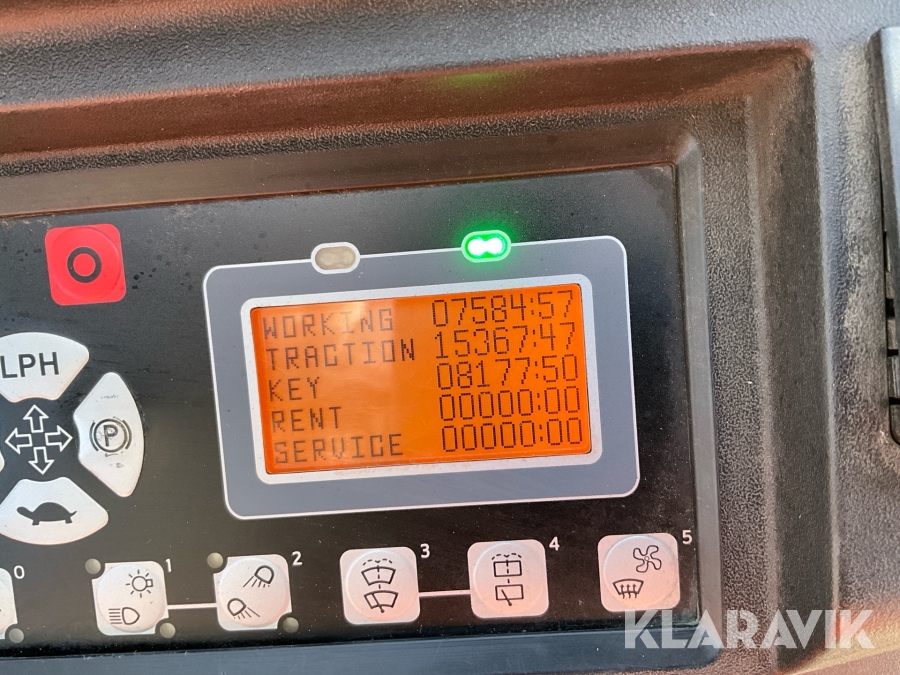 WORKING 07584:57
TRACTION 15367:47
KEY 08177:50
RENT 00000:00
SERVICE 00000:00
LPH
P
0 1 2 3 4 5
KLARAVIK